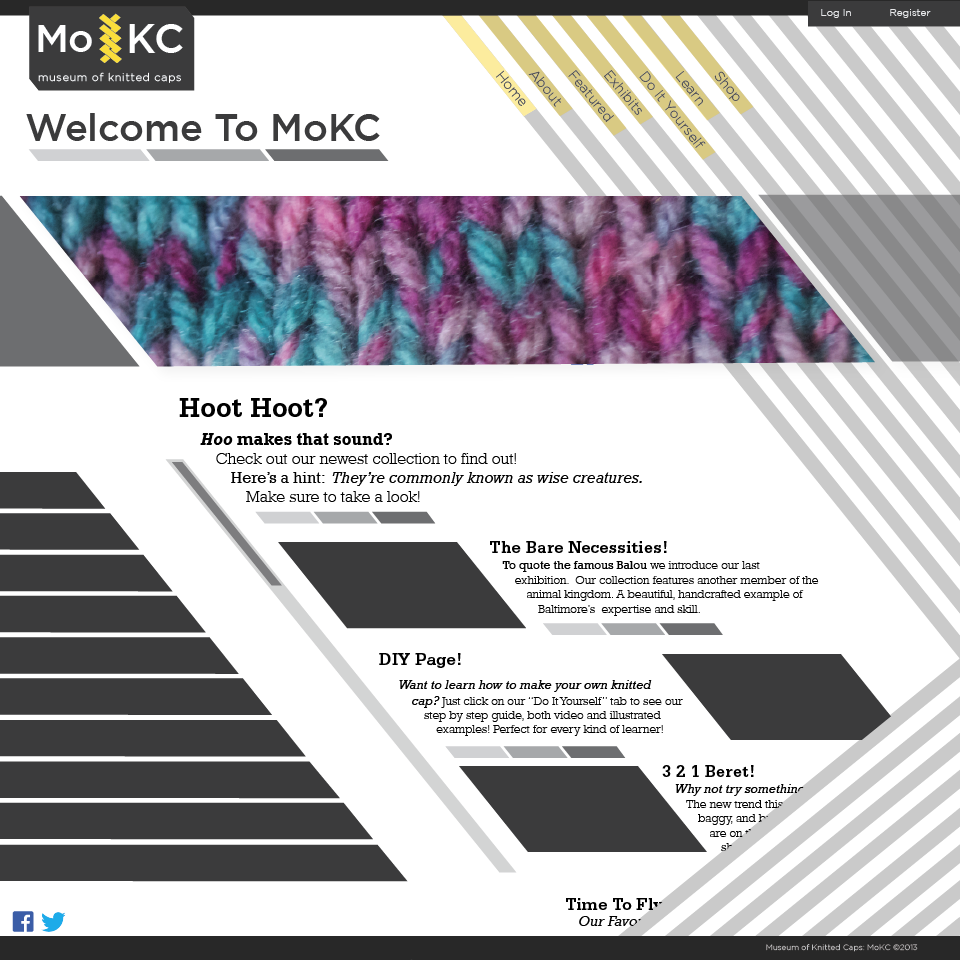 Log In
Register
Mo KC
museum of knitted caps
Home
About
Featured
Exhibits
Do It Yourself
Learn
Shop
Welcome To MoKC
Hoot Hoot?
Hoo makes that sound?
Check out our newest collection to find out!
Here's a hint: They're commonly known as wise creatures.
Make sure to take a look!
The Bare Necessities!
To quote the famous Balou we introduce our last
exhibition. Our collection features another member of the
animal kingdom. A beautiful, handcrafted example of
Baltimore's expertise and skill.
DIY Page!
Want to learn how to make your own knitted
cap? Just click on our "Do It Yourself" tab to see our
step by step guide, both video and illustrated
examples! Perfect for every kind of learner!
3 2 1 Beret!
Why not try something
The new trend this
baggy, and
are on
Time To Fly
Our
Museum of Knitted Caps: MoKC ©2013